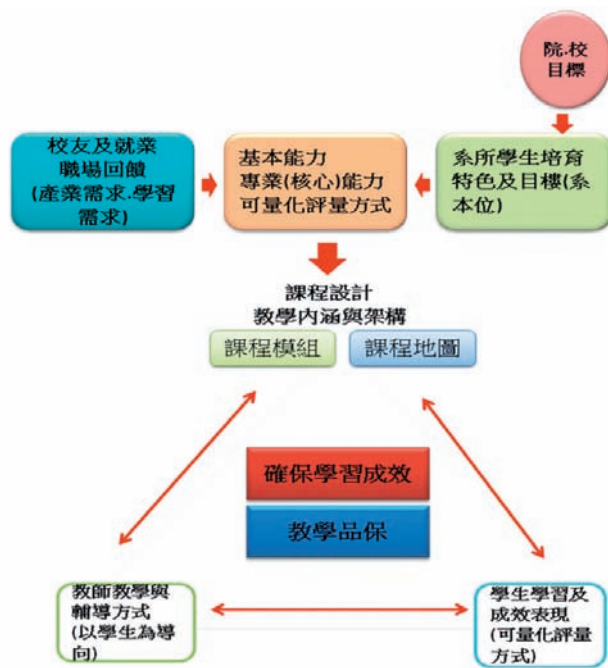 院.校
目標
校友及就業
職場回饋
(產業需求.學習
需求)
基本能力
專業(核心)能力
可量化評量方式
系所學生培育
特色及目標(系
本位)
課程設計
教學內涵與架構
課程模組
課程地圖
確保學習成效
教學品保
教師教學與
輔導方式
(以學生為導
向)
學生學習及
成效表現
(可量化評量
方式)